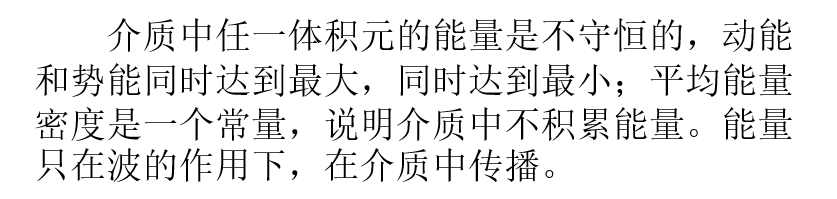 介质中任一体积元的能量是不守恒的，动能
和势能同时达到最大，同时达到最小；平均能量
密度是一个常量，说明介质中不积累能量。能量
只在波的作用下，在介质中传播。